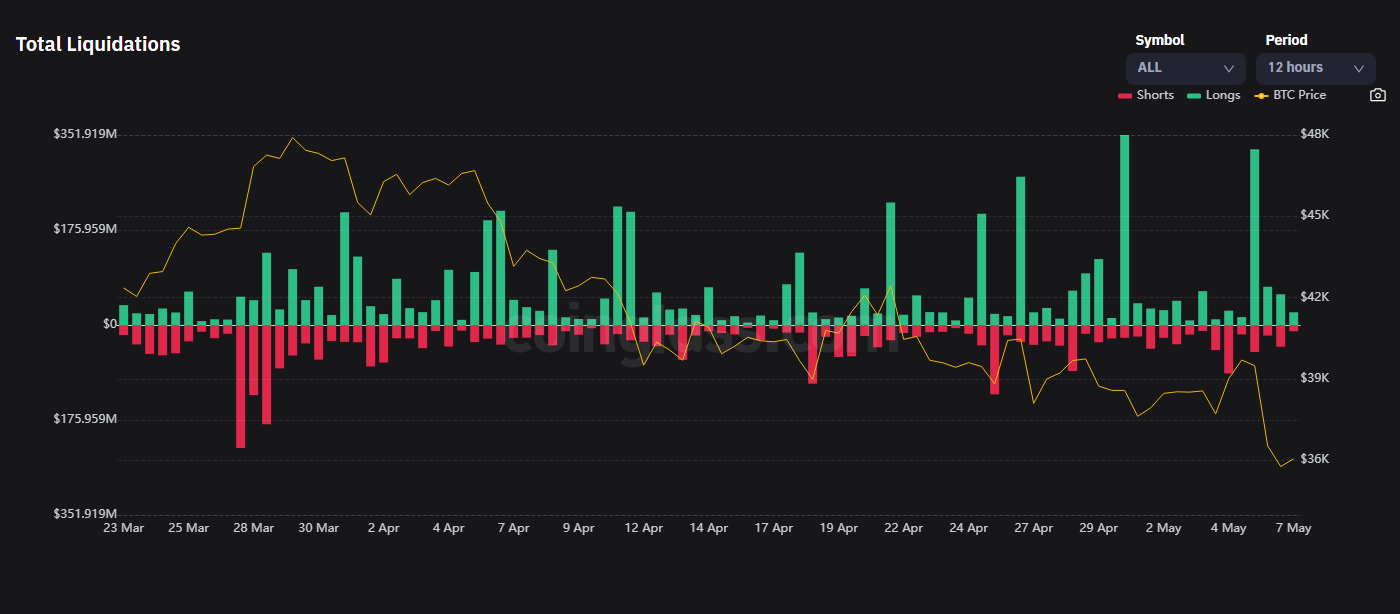 Total Liquidations
Symbol Period
ALL 12 hours
Shorts Longs BTC Price
$351.919M $48K
$45K
$175.959M
$42K
$0
coinglass.com
$39K
$175.959M
$36K
$351.919M
23 Mar 25 Mar 28 Mar 30 Mar 2 Apr 4 Apr 7 Apr 9 Apr 12 Apr 14 Apr 17 Apr 19 Apr 22 Apr 24 Apr 27 Apr 29 Apr 2 May 4 May 7 May